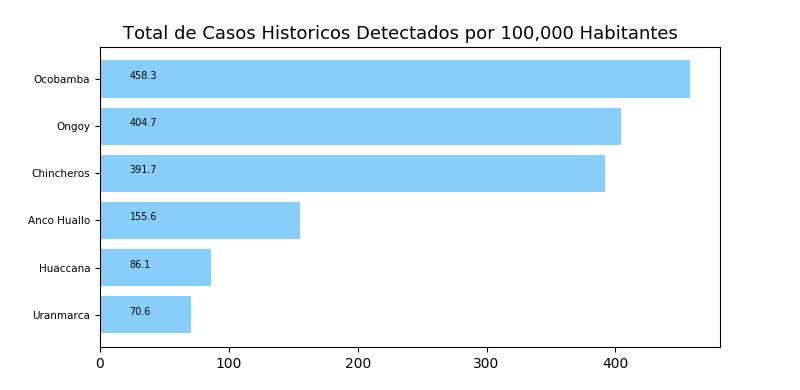 Total de Casos Historicos Detectados por 100,000 Habitantes
Ocobamba 458.3
Ongoy 404.7
Chincheros 391.7
Anco Huallo 155.6
Huaccana 86.1
Uranmarca 70.6
0 100 200 300 400